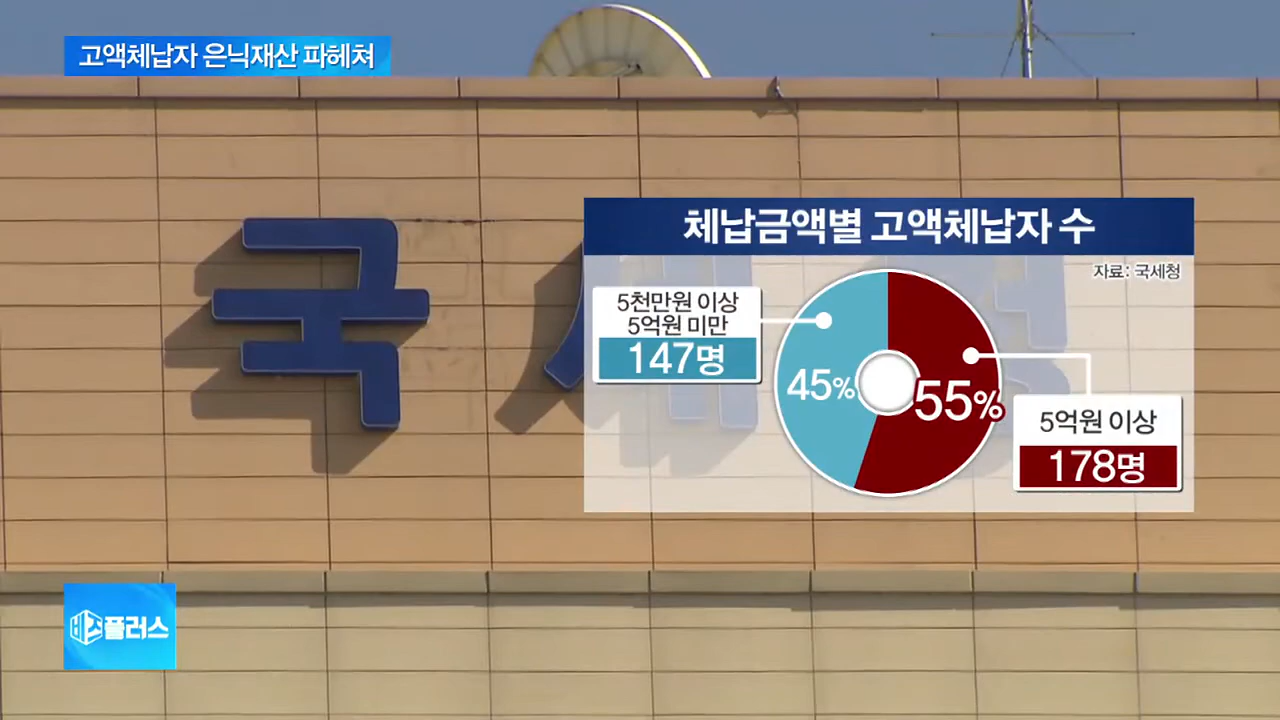 고액체납자 은닉재산 파헤쳐
국세청
체납금액별 고액체납자 수
자료: 국세청
5천만원 이상
5억원 미만
147명
45%
55%
5억원 이상
178명
비즈플러스